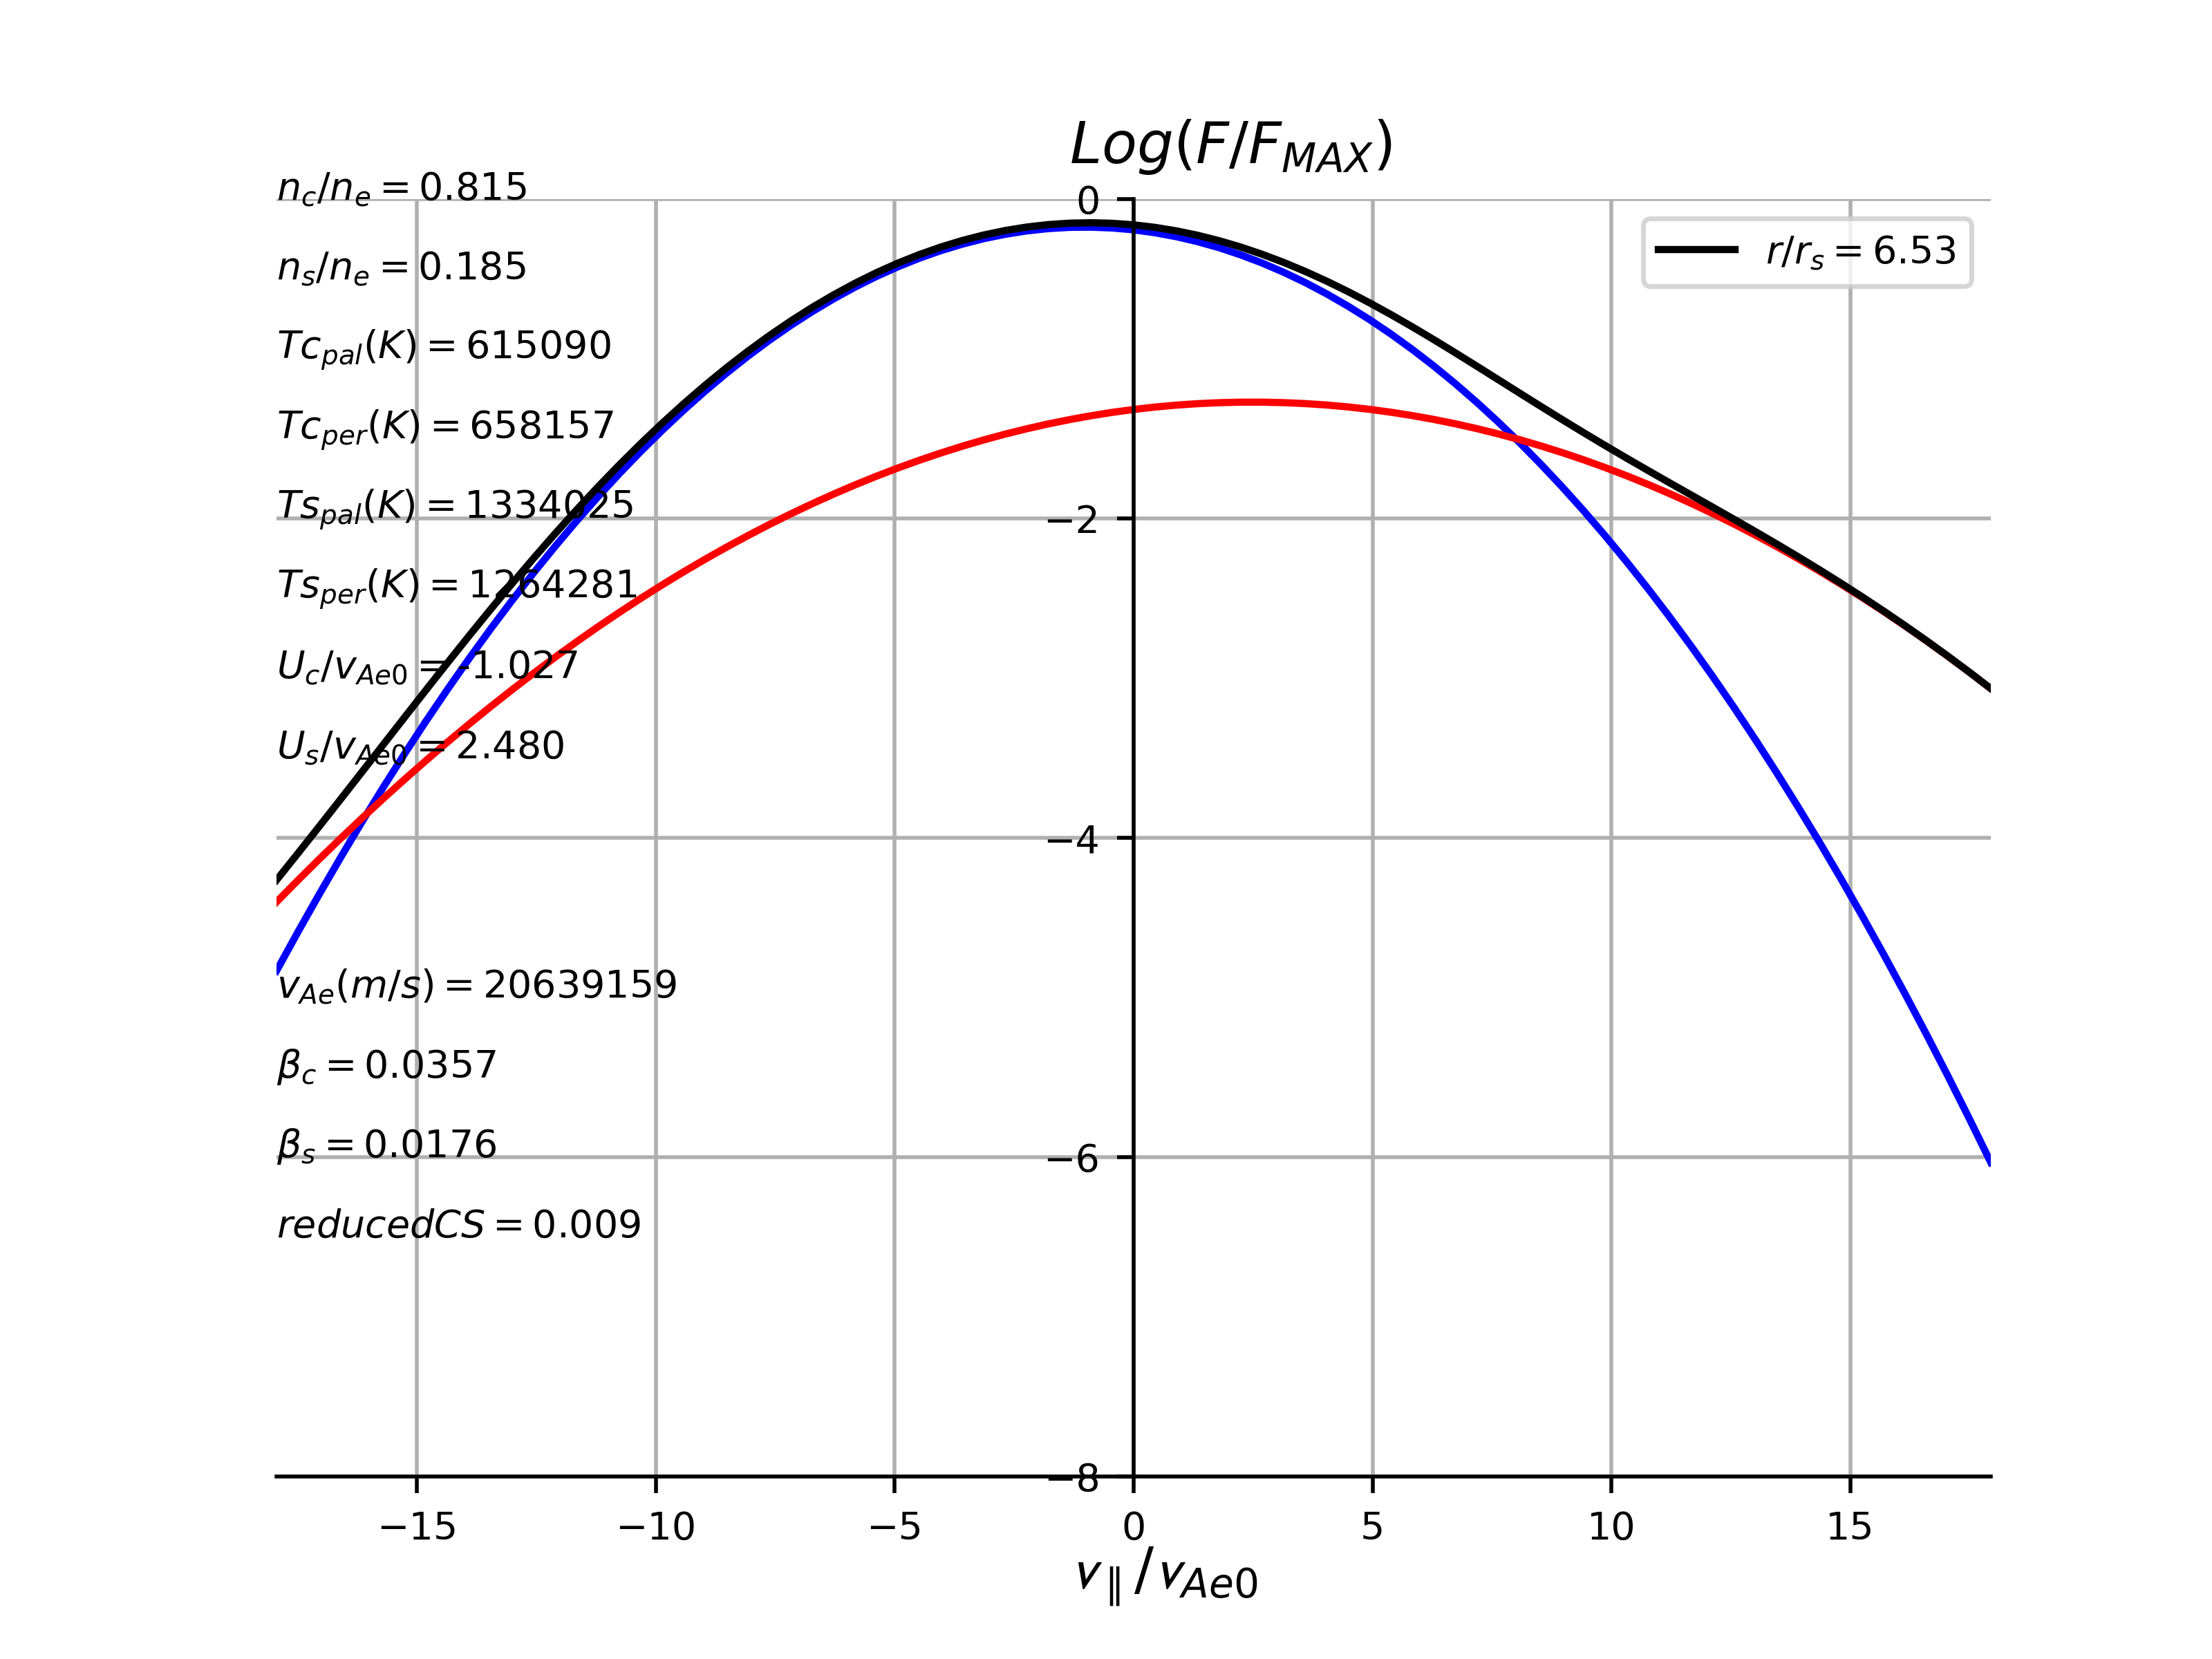 Log(F/F_MAX)
n_c/n_e = 0.815
n_s/n_e = 0.185
Tc_pal(K) = 615090
Tc_per(K) = 658157
Ts_pal(K) = 1334025
Ts_per(K) = 1264281
U_c/v_Ae0 = -1.027
U_s/v_Ae0 = 2.480
v_Ae(m/s) = 20639159
β_c = 0.0357
β_s = 0.0176
reducedCS = 0.009
r/r_s = 6.53
0
−2
−4
−6
−8
−15 −10 −5 0 5 10 15
v_∥/v_Ae0